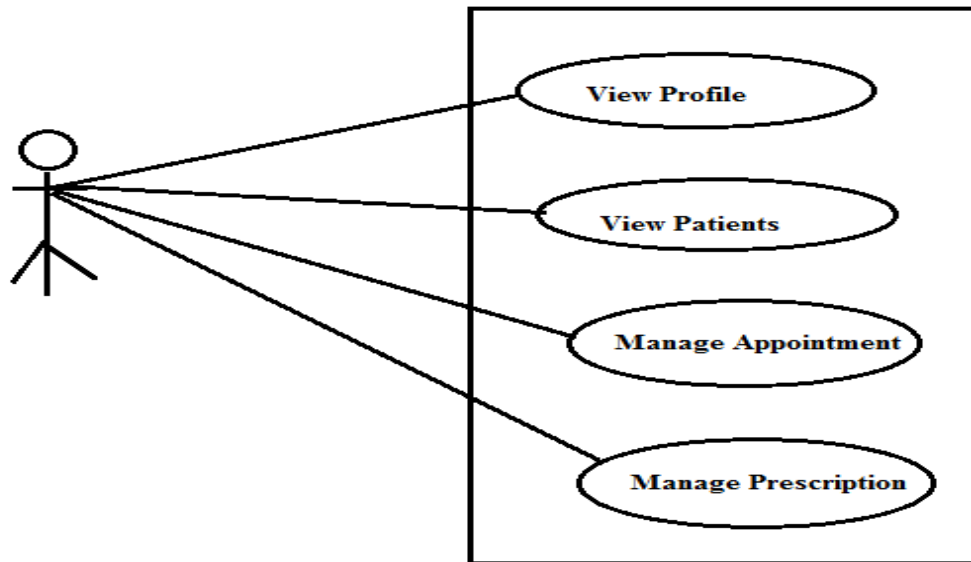 View Profile
View Patients
Manage Appointment
Manage Prescription